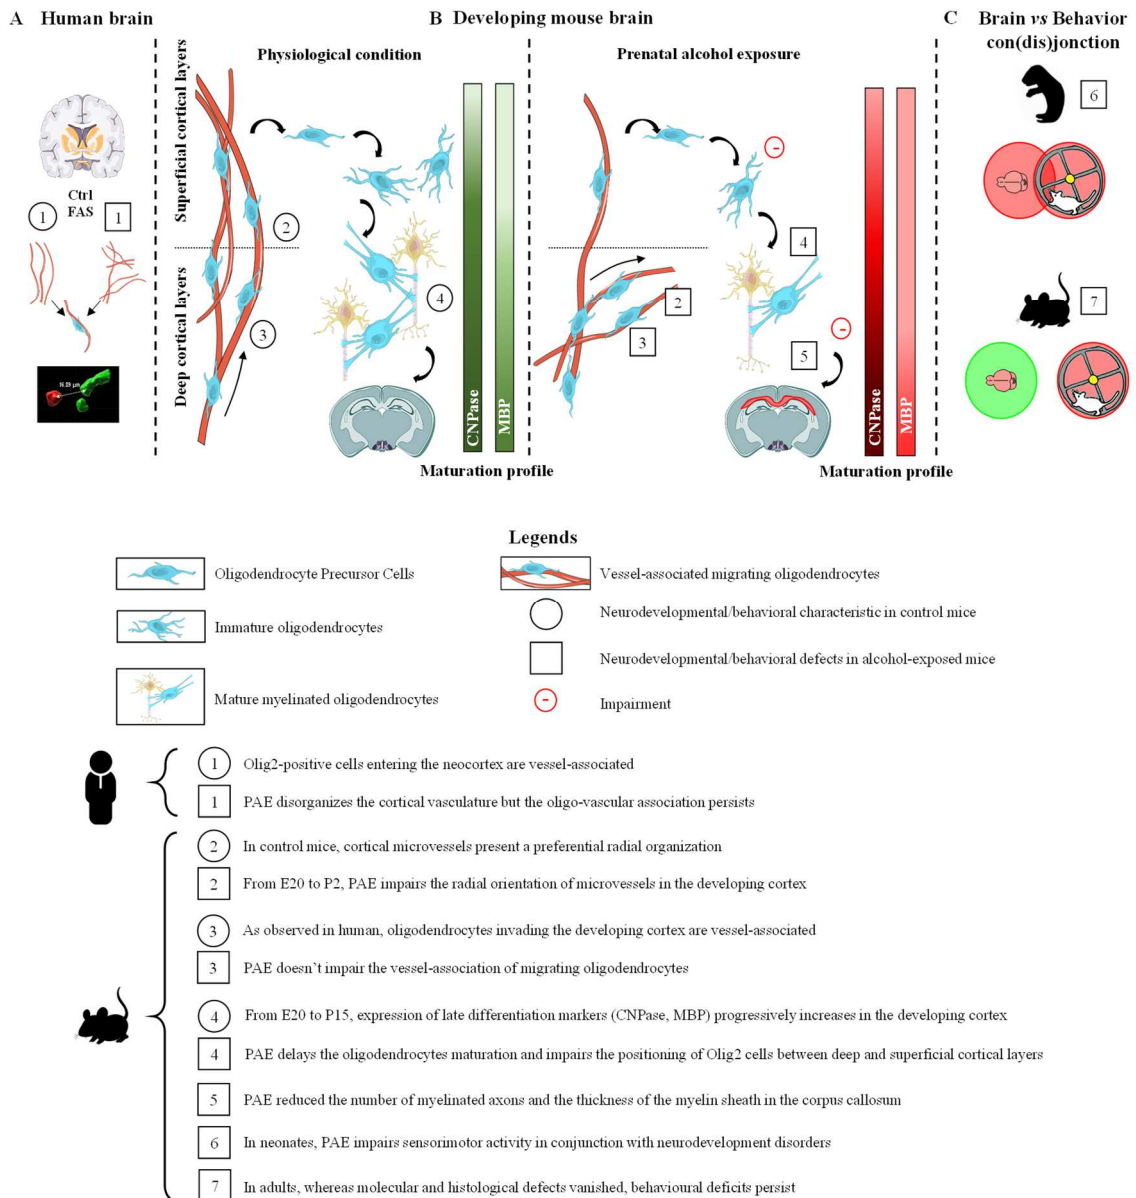 A Human brain
B Developing mouse brain
C Brain vs Behavior
con(dis)jonction
Superficial cortical layers
Deep cortical layers
Physiological condition
Prenatal alcohol exposure
Ctrl
FAS
1
1
16.29 µm
2
3
4
CNPase
MBP
Maturation profile
-
4
2
3
-
5
CNPase
MBP
Maturation profile
6
7
Legends
Oligodendrocyte Precursor Cells
Immature oligodendrocytes
Mature myelinated oligodendrocytes
Vessel-associated migrating oligodendrocytes
Neurodevelopmental/behavioral characteristic in control mice
Neurodevelopmental/behavioral defects in alcohol-exposed mice
- Impairment
1 Olig2-positive cells entering the neocortex are vessel-associated
1 PAE disorganizes the cortical vasculature but the oligo-vascular association persists
2 In control mice, cortical microvessels present a preferential radial organization
2 From E20 to P2, PAE impairs the radial orientation of microvessels in the developing cortex
3 As observed in human, oligodendrocytes invading the developing cortex are vessel-associated
3 PAE doesn't impair the vessel-association of migrating oligodendrocytes
4 From E20 to P15, expression of late differentiation markers (CNPase, MBP) progressively increases in the developing cortex
4 PAE delays the oligodendrocytes maturation and impairs the positioning of Olig2 cells between deep and superficial cortical layers
5 PAE reduced the number of myelinated axons and the thickness of the myelin sheath in the corpus callosum
6 In neonates, PAE impairs sensorimotor activity in conjunction with neurodevelopment disorders
7 In adults, whereas molecular and histological defects vanished, behavioural deficits persist